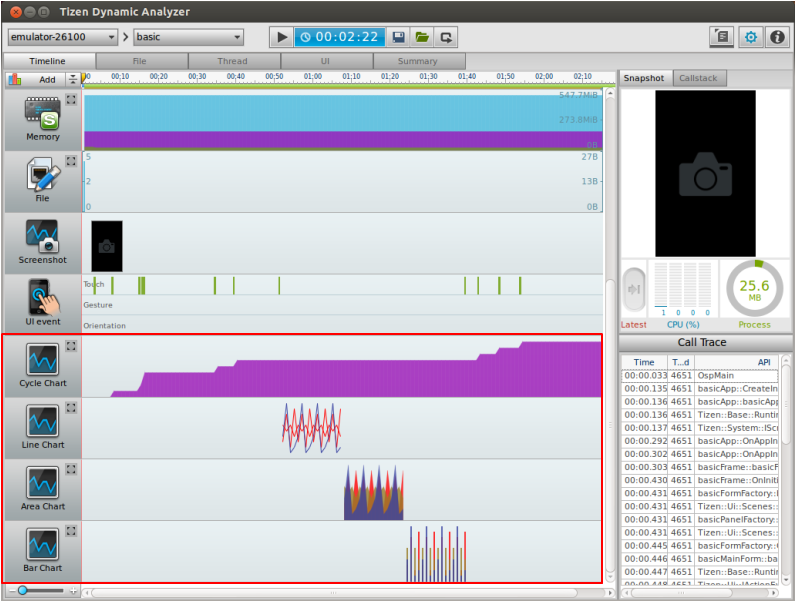 Tizen Dynamic Analyzer
emulator-26100 > basic 00:02:22
Timeline File Thread UI Summary
Add 00:10 00:20 00:30 00:40 00:50 01:00 01:10 01:20 01:30 01:40 01:50 02:00 02:10
Snapshot Callstack
547.7MiB
273.8MiB
0B
Memory
5 27B
2 13B
0 0B
File
Screenshot
Touch
Gesture
Orientation
UI event
Cycle Chart
Line Chart
Area Chart
Bar Chart
25.6
MB
1 0 0 0
Latest CPU (%) Process
Call Trace
Time T...d API
00:00.033 4651 OspMain
00:00.135 4651 basicApp::CreateIn
00:00.136 4651 basicApp::basicApp
00:00.136 4651 Tizen::Base::Runtin
00:00.137 4651 Tizen::System::IScr
00:00.292 4651 basicApp::OnAppIn
00:00.302 4651 basicApp::OnAppIn
00:00.303 4651 basicFrame::basicF
00:00.430 4651 basicFrame::OnIniti
00:00.431 4651 basicFormFactory::
00:00.431 4651 Tizen::Ui::Scenes::
00:00.431 4651 basicPanelFactory:
00:00.431 4651 Tizen::Ui::Scenes::
00:00.445 4651 basicFormFactory::
00:00.446 4651 basicMainForm::ba
00:00.447 4651 Tizen::Base::Runtin
00:00.448 4651 Tizen::Ui::IActionE